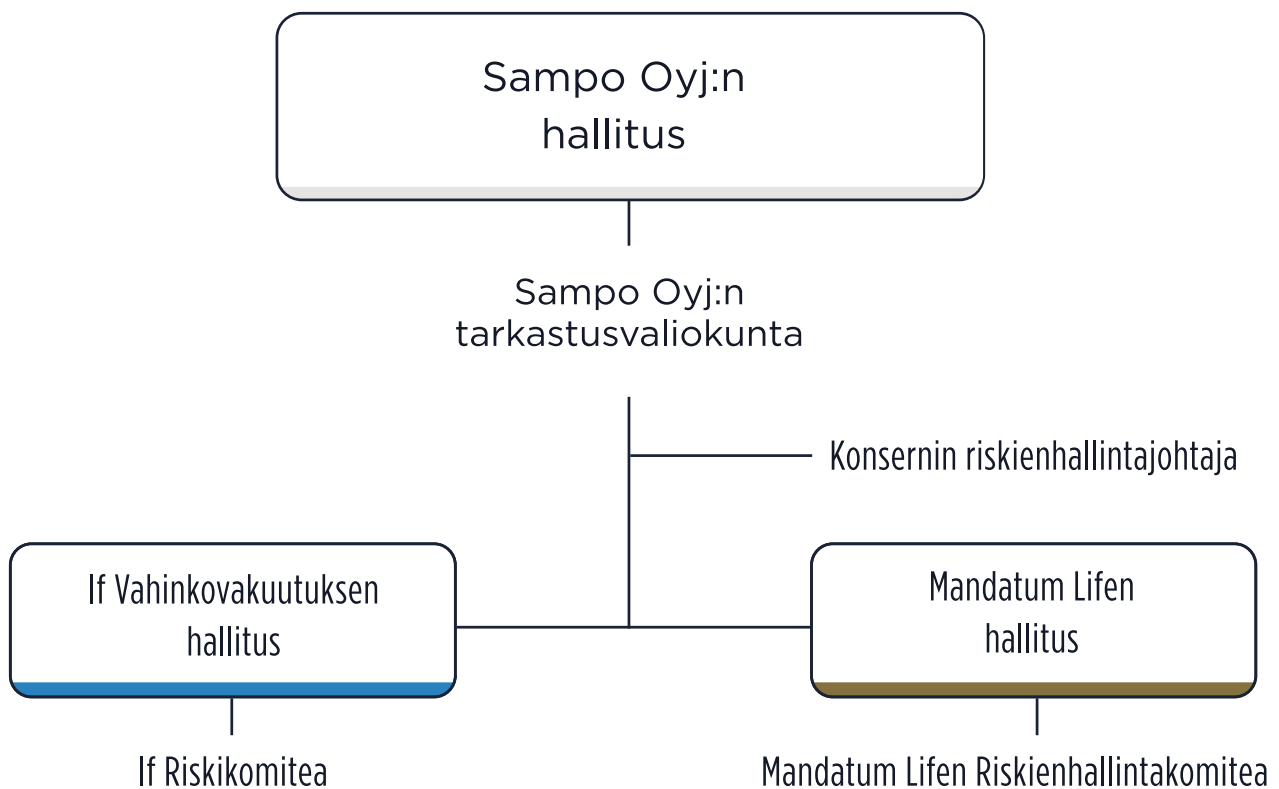 Sampo Oyj:n
hallitus
Sampo Oyj:n
tarkastusvaliokunta
Konsernin riskienhallintajohtaja
If Vahinkovakuutuksen
hallitus
Mandatum Lifen
hallitus
If Riskikomitea
Mandatum Lifen Riskienhallintakomitea